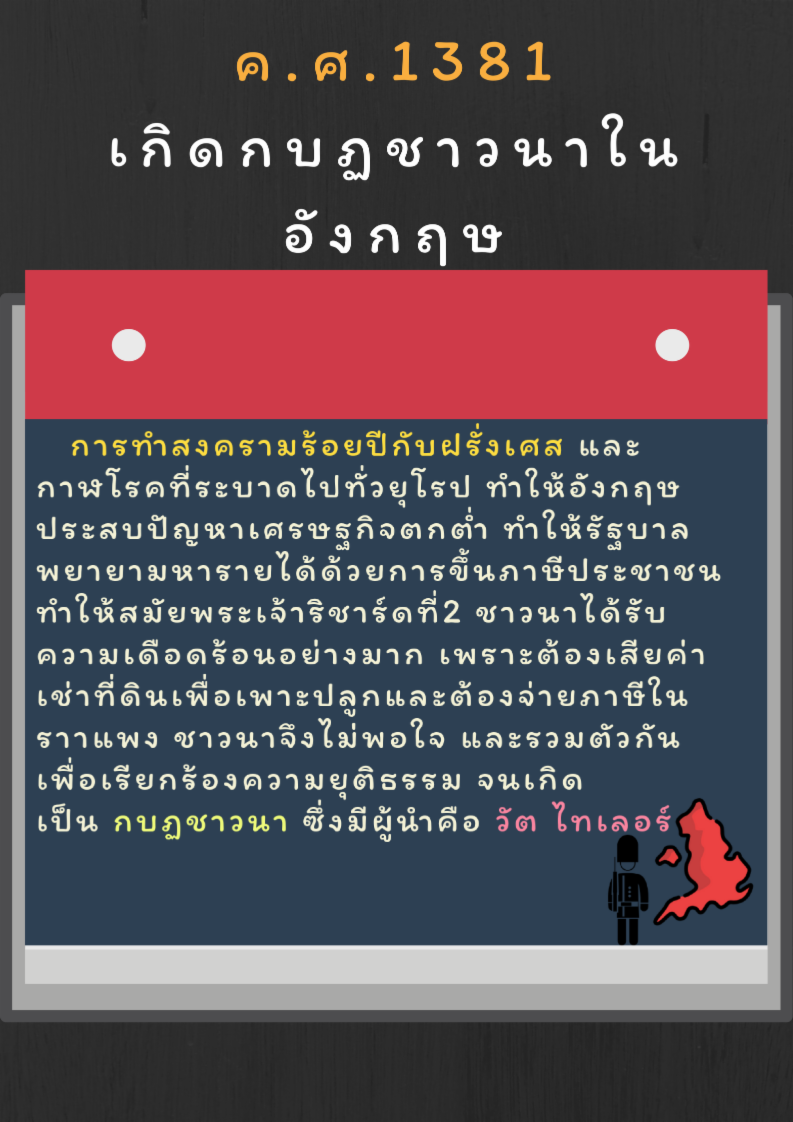 ค.ศ.1381
เกิดกบฏชาวนาใน
อังกฤษ
การทำสงครามร้อยปีกับฝรั่งเศส และ
กาฬโรคที่ระบาดไปทั่วยุโรป ทำให้อังกฤษ
ประสบปัญหาเศรษฐกิจตกต่ำ ทำให้รัฐบาล
พยายามหารายได้ด้วยการขึ้นภาษีประชาชน
ทำให้สมัยพระเจ้าริชาร์ดที่2 ชาวนาได้รับ
ความเดือดร้อนอย่างมาก เพราะต้องเสียค่า
เช่าที่ดินเพื่อเพาะปลูกและต้องจ่ายภาษีใน
ราาแพง ชาวนาจึงไม่พอใจ และรวมตัวกัน
เพื่อเรียกร้องความยุติธรรม จนเกิด
เป็น กบฏชาวนา ซึ่งมีผู้นำคือ วัต ไทเลอร์